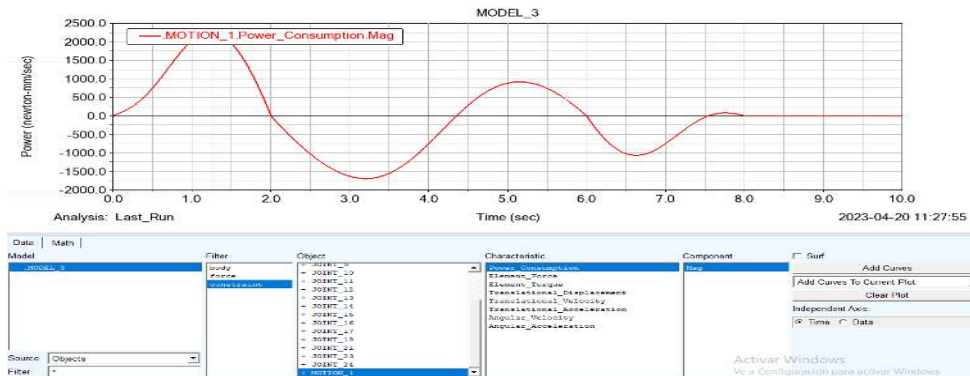 MODEL_3
2500.0
2000.0
1500.0
1000.0
500.0
0.0
-500.0
-1000.0
-1500.0
-2000.0
Power (newton-mm/sec)
.MOTION_1.Power_Consumption.Mag
0.0 1.0 2.0 3.0 4.0 5.0 6.0 7.0 8.0 9.0 10.0
Analysis: Last_Run Time (sec) 2023-04-20 11:27:55
Data Math
Model Filter Object Characteristic Component Surf
.MODEL_3
body
force
constraint
+ JOINT_9
+ JOINT_10
+ JOINT_11
+ JOINT_12
+ JOINT_13
+ JOINT_14
+ JOINT_15
+ JOINT_16
+ JOINT_17
+ JOINT_19
+ JOINT_21
+ JOINT_23
+ JOINT_24
+ MOTION_1
Power_Consumption
Element_Force
Element_Torque
Translational_Displacement
Translational_Velocity
Translational_Acceleration
Angular_Velocity
Angular_Acceleration
Mag
Add Curves
Add Curves To Current Plot
Clear Plot
Independent Axis:
Time Data
Source Objects
Filter *
Activar Windows
Ve a Configuración para activar Windows